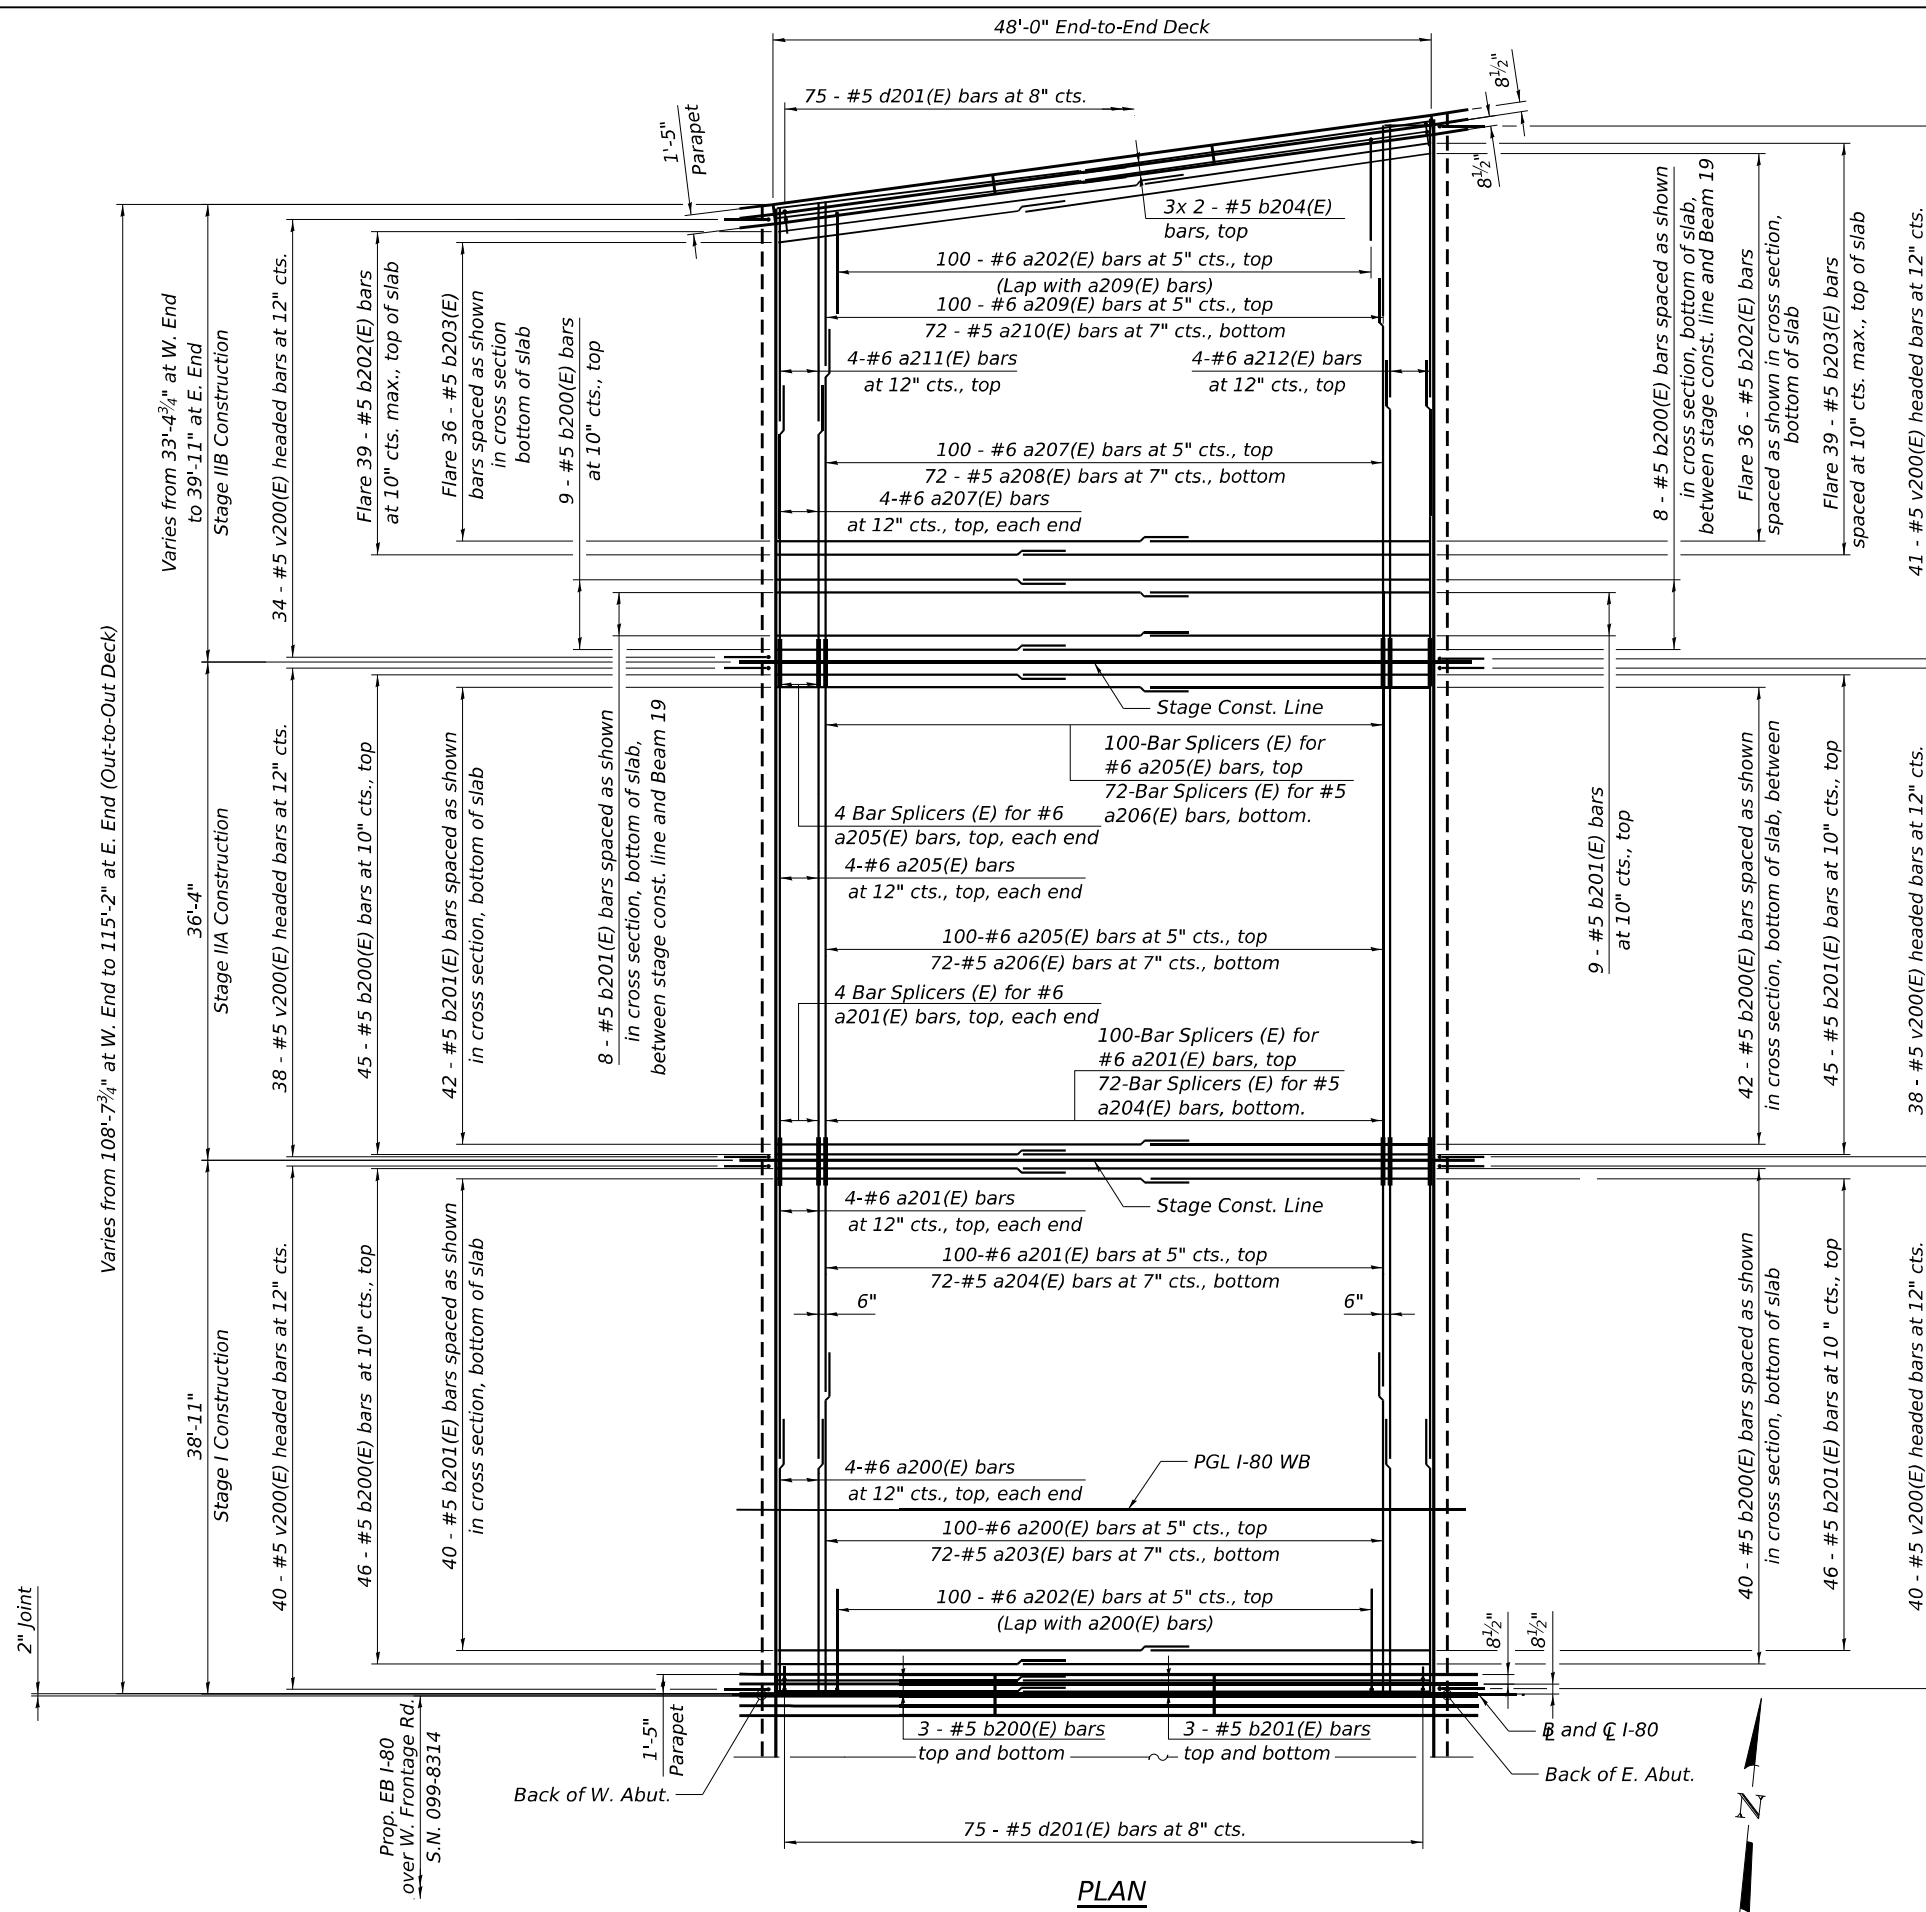 48'-0" End-to-End Deck
75 - #5 d201(E) bars at 8" cts.
1'-5"
Parapet
8½"
8½"
3x 2 - #5 b204(E)
bars, top
100 - #6 a202(E) bars at 5" cts., top
(Lap with a209(E) bars)
100 - #6 a209(E) bars at 5" cts., top
72 - #5 a210(E) bars at 7" cts., bottom
4-#6 a211(E) bars
at 12" cts., top
4-#6 a212(E) bars
at 12" cts., top
100 - #6 a207(E) bars at 5" cts., top
72 - #5 a208(E) bars at 7" cts., bottom
4-#6 a207(E) bars
at 12" cts., top, each end
Varies from 108'-7¾" at W. End to 115'-2" at E. End (Out-to-Out Deck)
Varies from 33'-4¾" at W. End
to 39'-11" at E. End
Stage IIB Construction
34 - #5 v200(E) headed bars at 12" cts.
Flare 39 - #5 b202(E) bars
at 10" cts. max., top of slab
Flare 36 - #5 b203(E)
bars spaced as shown
in cross section
bottom of slab
9 - #5 b200(E) bars
at 10" cts., top
8 - #5 b200(E) bars spaced as shown
in cross section, bottom of slab,
between stage const. line and Beam 19
Flare 36 - #5 b202(E) bars
spaced as shown in cross section,
bottom of slab
Flare 39 - #5 b203(E) bars
spaced at 10" cts. max., top of slab
41 - #5 v200(E) headed bars at 12" cts.
Stage Const. Line
100-Bar Splicers (E) for
#6 a205(E) bars, top
72-Bar Splicers (E) for #5
a206(E) bars, bottom.
4 Bar Splicers (E) for #6
a205(E) bars, top, each end
4-#6 a205(E) bars
at 12" cts., top, each end
100-#6 a205(E) bars at 5" cts., top
72-#5 a206(E) bars at 7" cts., bottom
4 Bar Splicers (E) for #6
a201(E) bars, top, each end
100-Bar Splicers (E) for
#6 a201(E) bars, top
72-Bar Splicers (E) for #5
a204(E) bars, bottom.
36'-4"
Stage IIA Construction
38 - #5 v200(E) headed bars at 12" cts.
45 - #5 b200(E) bars at 10" cts., top
42 - #5 b201(E) bars spaced as shown
in cross section, bottom of slab
8 - #5 b201(E) bars spaced as shown
in cross section, bottom of slab,
between stage const. line and Beam 19
9 - #5 b201(E) bars
at 10" cts., top
42 - #5 b200(E) bars spaced as shown
in cross section, bottom of slab, between
45 - #5 b201(E) bars at 10" cts., top
38 - #5 v200(E) headed bars at 12" cts.
4-#6 a201(E) bars
at 12" cts., top, each end
Stage Const. Line
100-#6 a201(E) bars at 5" cts., top
72-#5 a204(E) bars at 7" cts., bottom
6"
6"
38'-11"
Stage I Construction
40 - #5 v200(E) headed bars at 12" cts.
46 - #5 b200(E) bars at 10" cts., top
40 - #5 b201(E) bars spaced as shown
in cross section, bottom of slab
40 - #5 b200(E) bars spaced as shown
in cross section, bottom of slab
46 - #5 b201(E) bars at 10 " cts., top
40 - #5 v200(E) headed bars at 12" cts.
4-#6 a200(E) bars
at 12" cts., top, each end
PGL I-80 WB
100-#6 a200(E) bars at 5" cts., top
72-#5 a203(E) bars at 7" cts., bottom
100 - #6 a202(E) bars at 5" cts., top
(Lap with a200(E) bars)
2" Joint
8½"
8½"
1'-5"
Parapet
3 - #5 b200(E) bars
top and bottom
3 - #5 b201(E) bars
top and bottom
B̵ and ℄ I-80
Back of W. Abut.
Back of E. Abut.
Prop. EB I-80
over W. Frontage Rd.
S.N. 099-8314
75 - #5 d201(E) bars at 8" cts.
N
PLAN